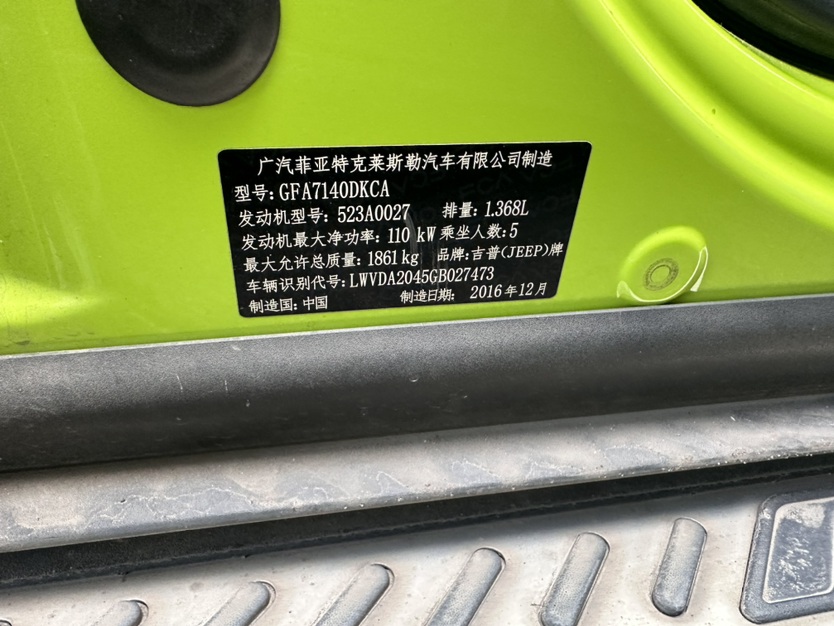 广汽菲亚特克莱斯勒汽车有限公司制造
型号: GFA7140DKCA
发动机型号: 523A0027 排量: 1.368L
发动机最大净功率: 110 kW 乘坐人数: 5
最大允许总质量: 1861kg 品牌: 吉普(JEEP)牌
车辆识别代号: LWVDA2045GB027473
制造国: 中国 制造日期: 2016年12月